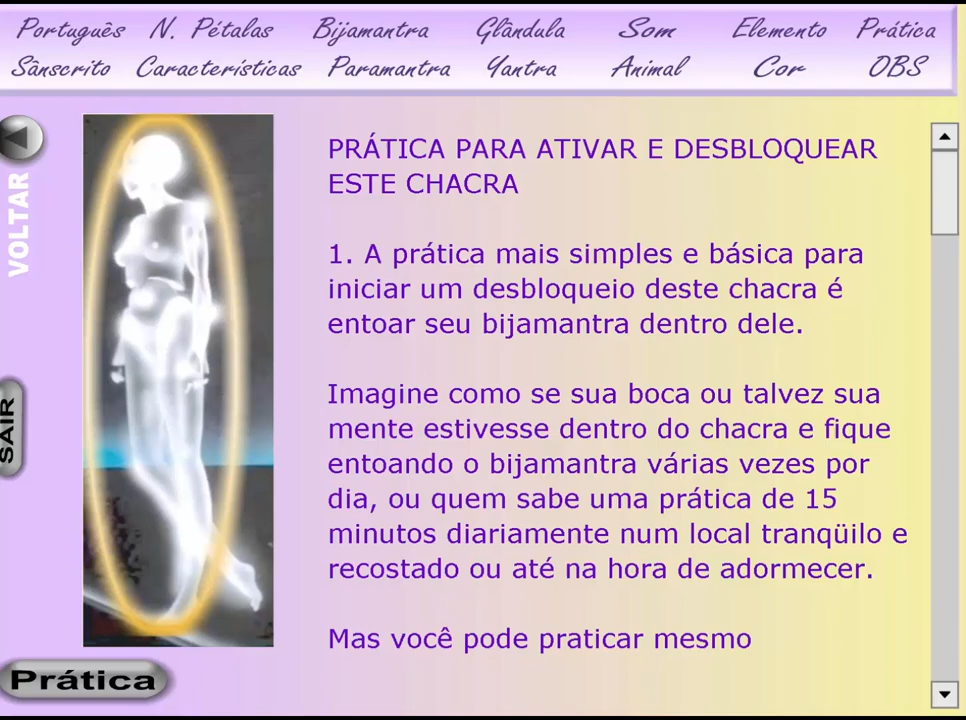 Português N. Pétalas Bijamantra Glândula Som Elemento Prática
Sânscrito Características Paramantra Yantra Animal Cor OBS
VOLTAR
SAIR
PRÁTICA PARA ATIVAR E DESBLOQUEAR
ESTE CHACRA
1. A prática mais simples e básica para
iniciar um desbloqueio deste chacra é
entoar seu bijamantra dentro dele.
Imagine como se sua boca ou talvez sua
mente estivesse dentro do chacra e fique
entoando o bijamantra várias vezes por
dia, ou quem sabe uma prática de 15
minutos diariamente num local tranqüilo e
recostado ou até na hora de adormecer.
Mas você pode praticar mesmo
Prática